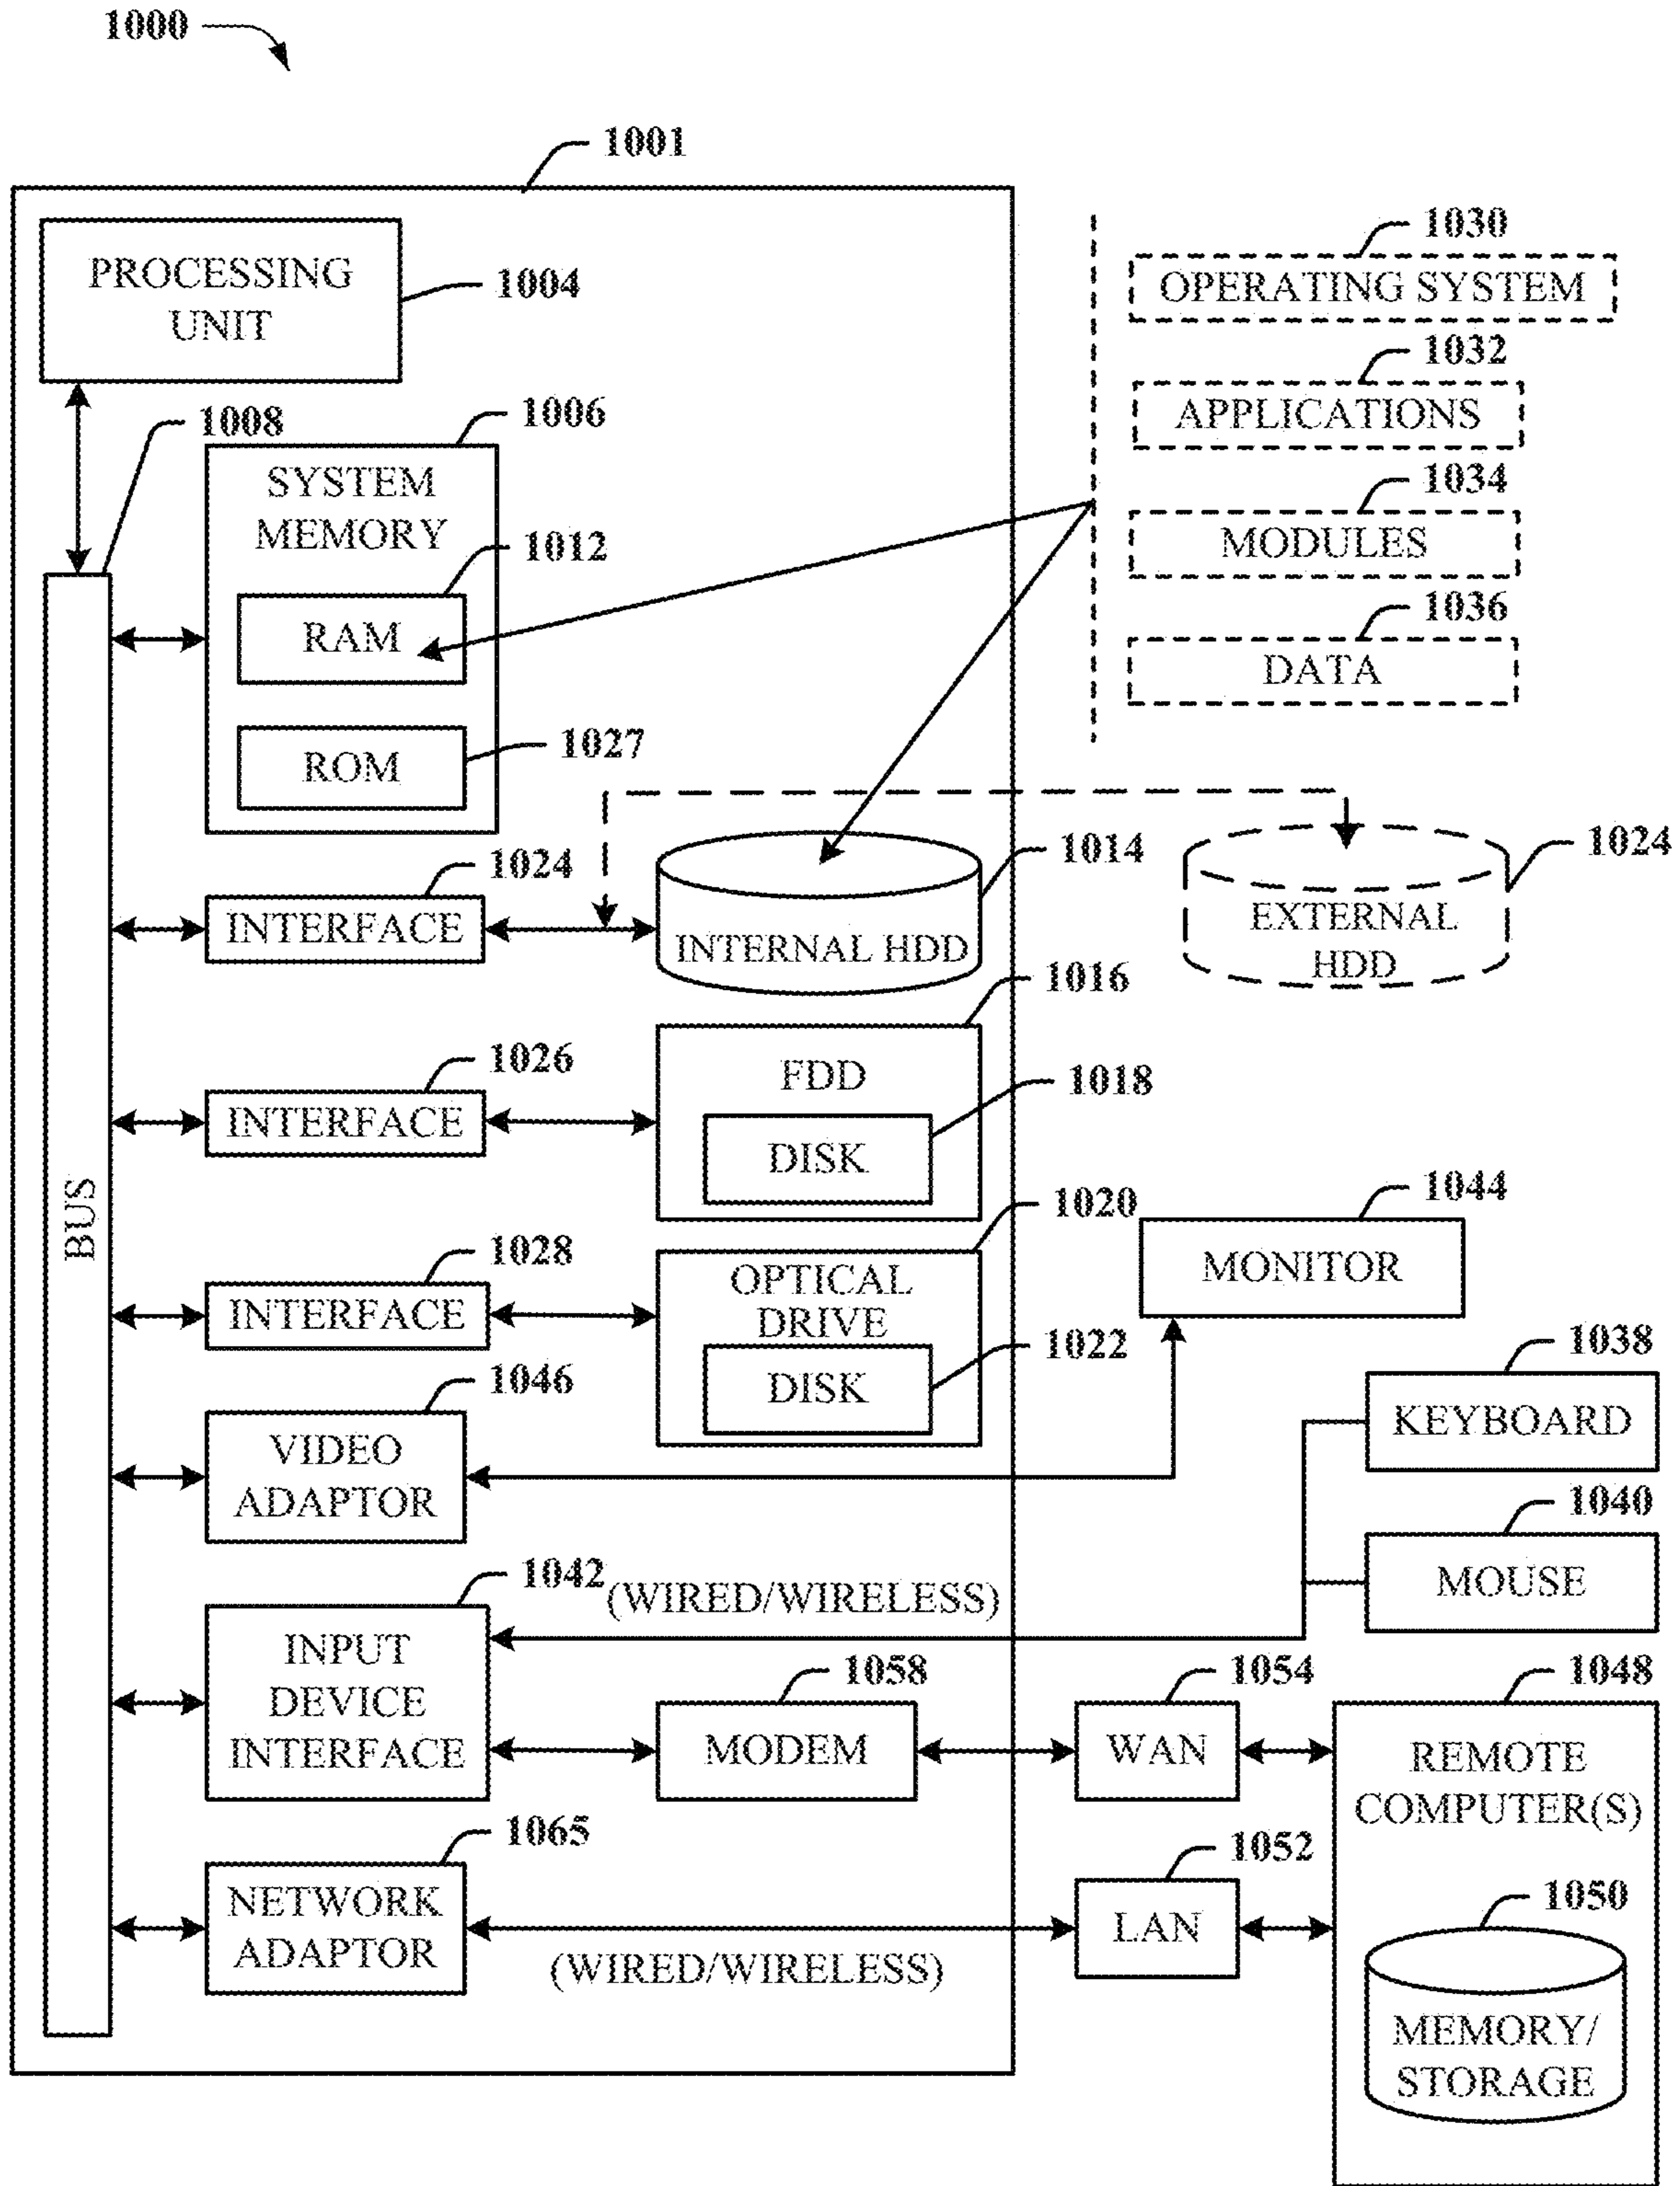 1000
1001
PROCESSING
UNIT
1004
1008
1006
SYSTEM
MEMORY
1012
RAM
ROM
1027
1030
OPERATING SYSTEM
1032
APPLICATIONS
1034
MODULES
1036
DATA
1024
INTERFACE
1014
INTERNAL HDD
1024
EXTERNAL
HDD
1026
INTERFACE
1016
FDD
1018
DISK
BUS
1028
INTERFACE
1020
OPTICAL
DRIVE
1022
DISK
1044
MONITOR
1046
VIDEO
ADAPTOR
1038
KEYBOARD
1040
MOUSE
1042
(WIRED/WIRELESS)
INPUT
DEVICE
INTERFACE
1058
MODEM
1054
WAN
1048
REMOTE
COMPUTER(S)
1065
NETWORK
ADAPTOR
(WIRED/WIRELESS)
1052
LAN
1050
MEMORY/
STORAGE